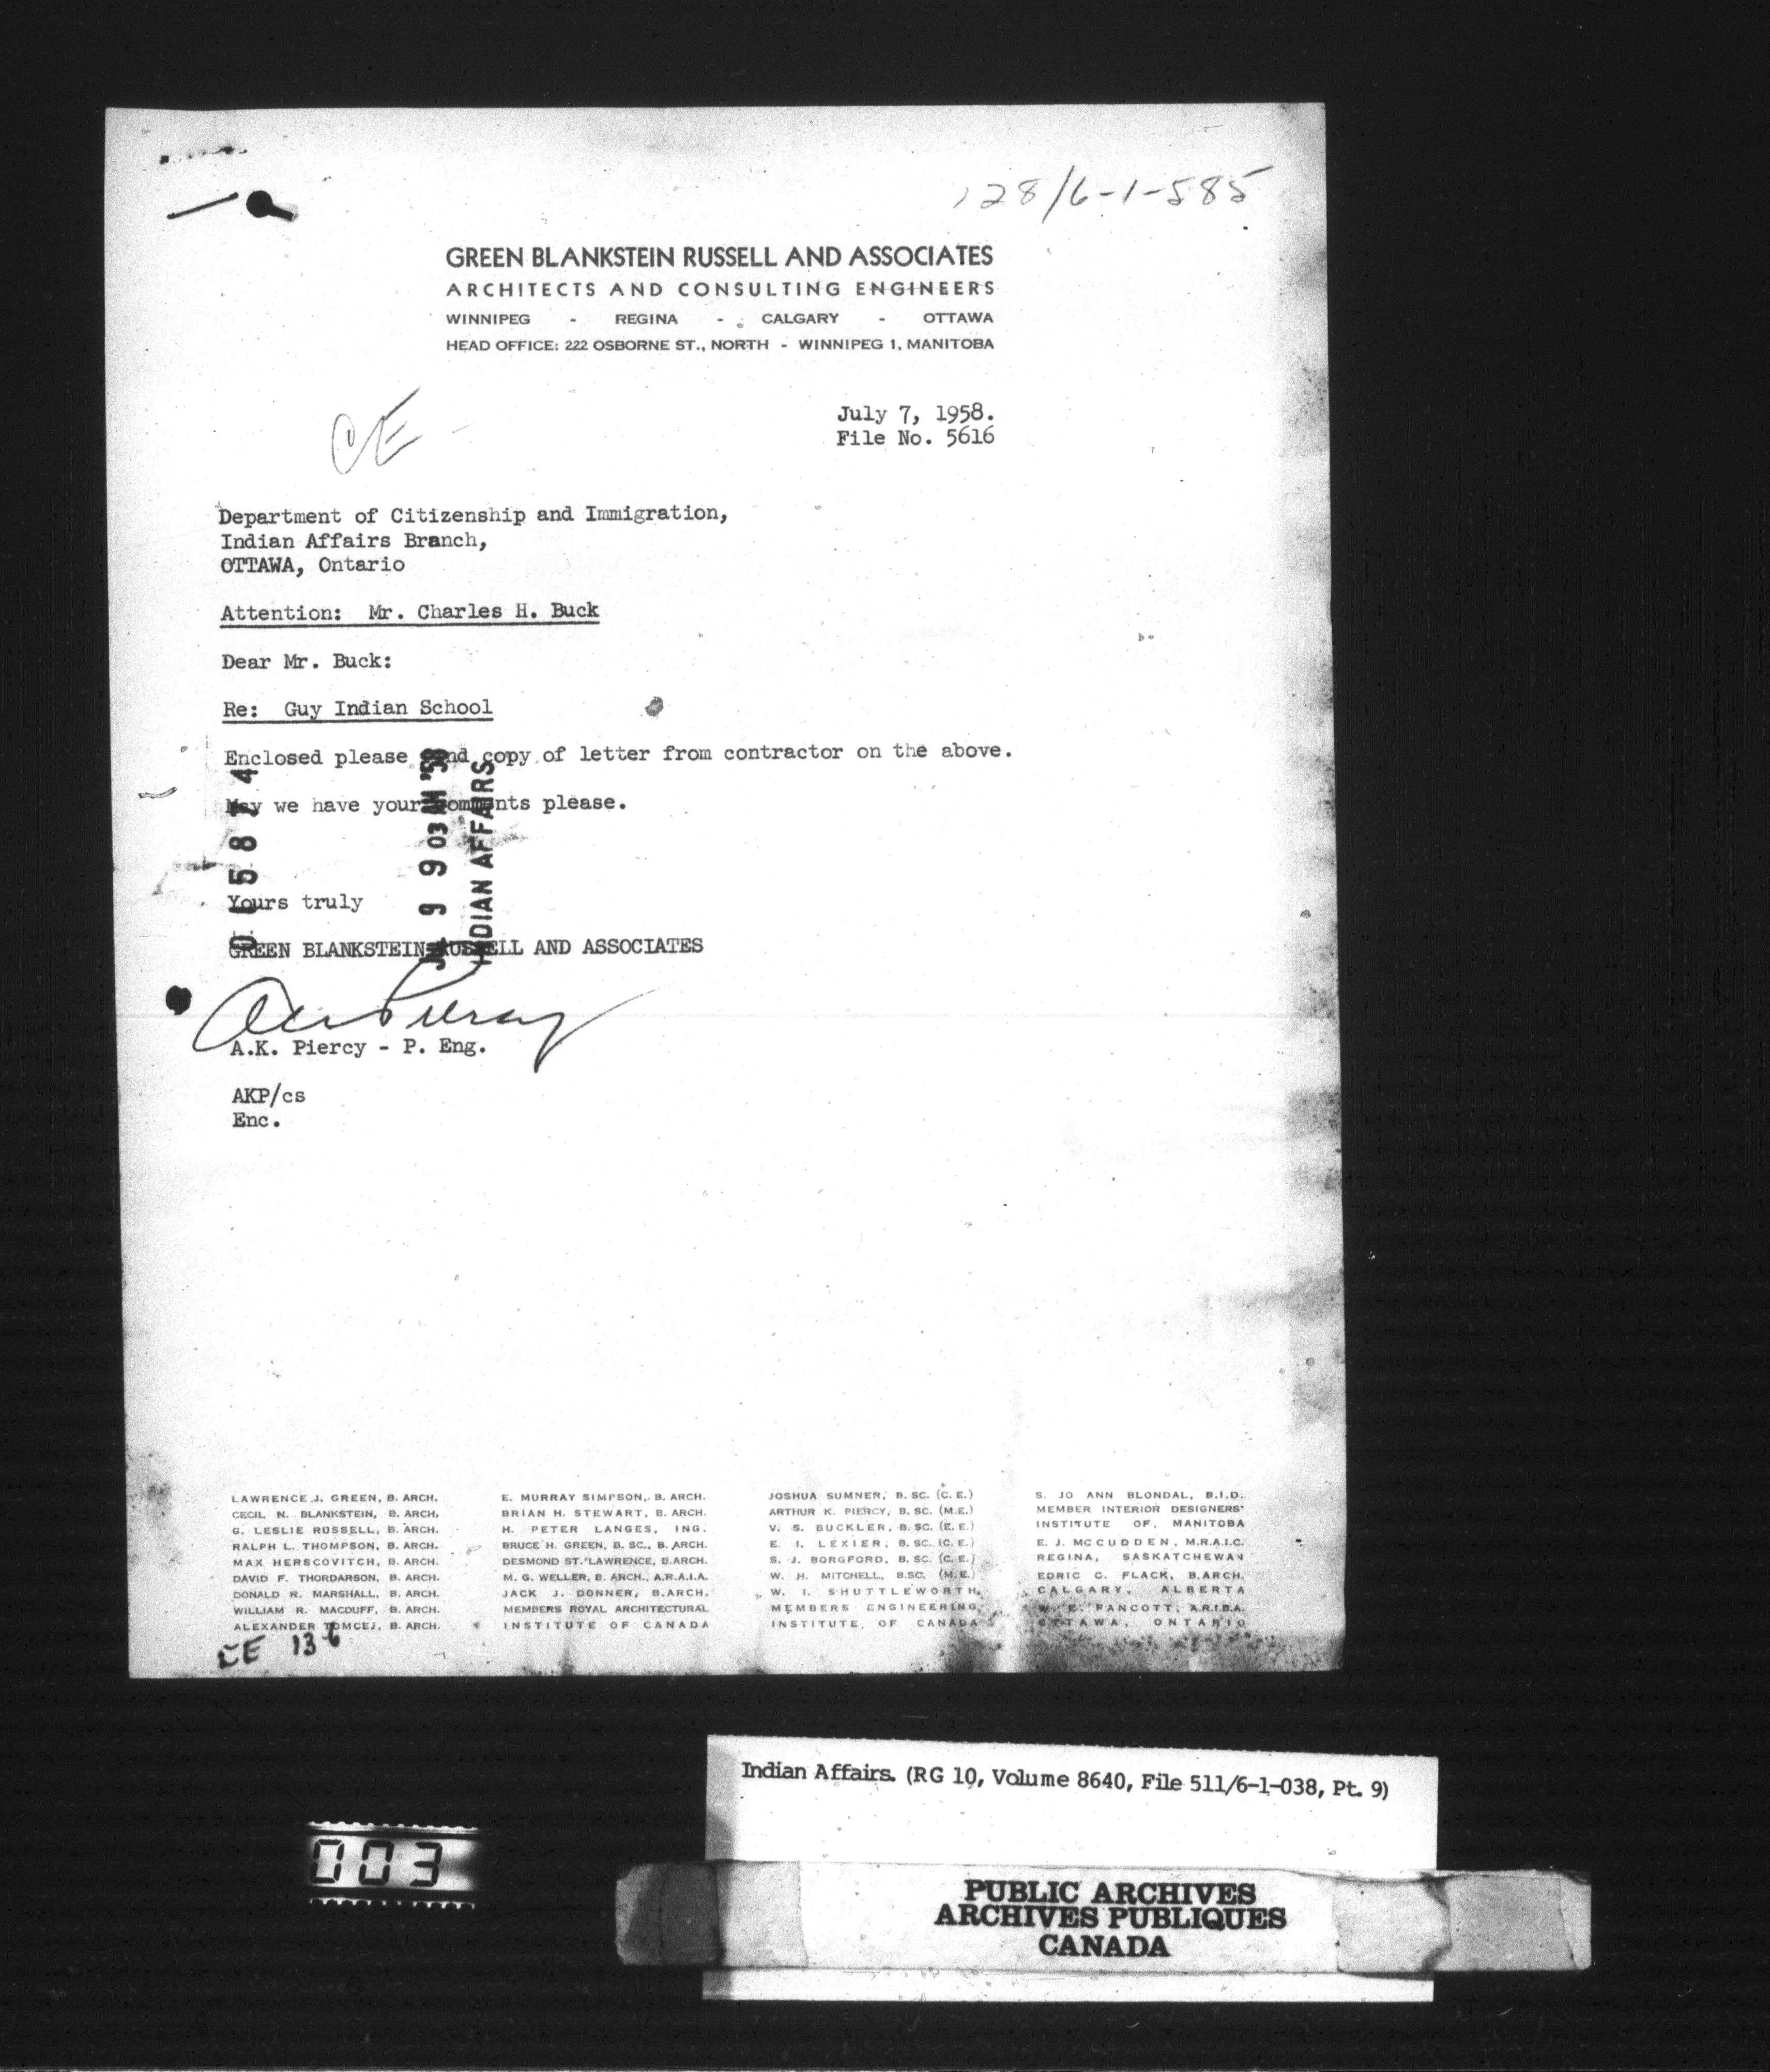 128/6-1-585
GREEN BLANKSTEIN RUSSELL AND ASSOCIATES
ARCHITECTS AND CONSULTING ENGINEERS
WINNIPEG - REGINA - CALGARY - OTTAWA
HEAD OFFICE: 222 OSBORNE ST., NORTH - WINNIPEG 1, MANITOBA
CE
July 7, 1958.
File No. 5616
Department of Citizenship and Immigration,
Indian Affairs Branch,
OTTAWA, Ontario
Attention: Mr. Charles H. Buck
Dear Mr. Buck:
Re: Guy Indian School
Enclosed please find copy of letter from contractor on the above.
May we have your comments please.
015874
JUL 9 9 03 AM '58
INDIAN AFFAIRS
Yours truly
GREEN BLANKSTEIN RUSSELL AND ASSOCIATES
A.K. Piercy - P. Eng.
AKP/cs
Enc.
LAWRENCE J. GREEN, B. ARCH.
CECIL N. BLANKSTEIN, B. ARCH.
G. LESLIE RUSSELL, B. ARCH.
RALPH L. THOMPSON, B. ARCH.
MAX HERSCOVITCH, B. ARCH.
DAVID F. THORDARSON, B. ARCH.
DONALD R. MARSHALL, B. ARCH.
WILLIAM R. MACDUFF, B. ARCH.
ALEXANDER TOMCEJ, B. ARCH.
E. MURRAY SIMPSON, B. ARCH.
BRIAN H. STEWART, B. ARCH.
H. PETER LANGES, ING.
BRUCE H. GREEN, B. SC., B. ARCH.
DESMOND ST. LAWRENCE, B.ARCH.
M. G. WELLER, B. ARCH., A.R.A.I.A.
JACK J. DONNER, B.ARCH.
MEMBERS ROYAL ARCHITECTURAL
INSTITUTE OF CANADA
JOSHUA SUMNER, B. SC. (C. E.)
ARTHUR K. PIERCY, B. SC. (M.E.)
V. S. BUCKLER, B. SC. (E. E.)
E. I. LEXIER, B. SC. (C. E.)
S. J. BORGFORD, B. SC. (C. E.)
W. H. MITCHELL, B.SC. (M.E.)
W. I. SHUTTLEWORTH,
MEMBERS ENGINEERING
INSTITUTE OF CANADA
S. JO ANN BLONDAL, B.I.D.
MEMBER INTERIOR DESIGNERS'
INSTITUTE OF MANITOBA
E. J. MCCUDDEN, M.R.A.I.C.
REGINA, SASKATCHEWAN
EDRIC C. FLACK, B.ARCH.
CALGARY, ALBERTA
W. E. FANCOTT, A.R.I.B.A.
OTTAWA, ONTARIO
CE 136
Indian Affairs. (RG 10, Volume 8640, File 511/6-1-038, Pt. 9)
003
PUBLIC ARCHIVES
ARCHIVES PUBLIQUES
CANADA